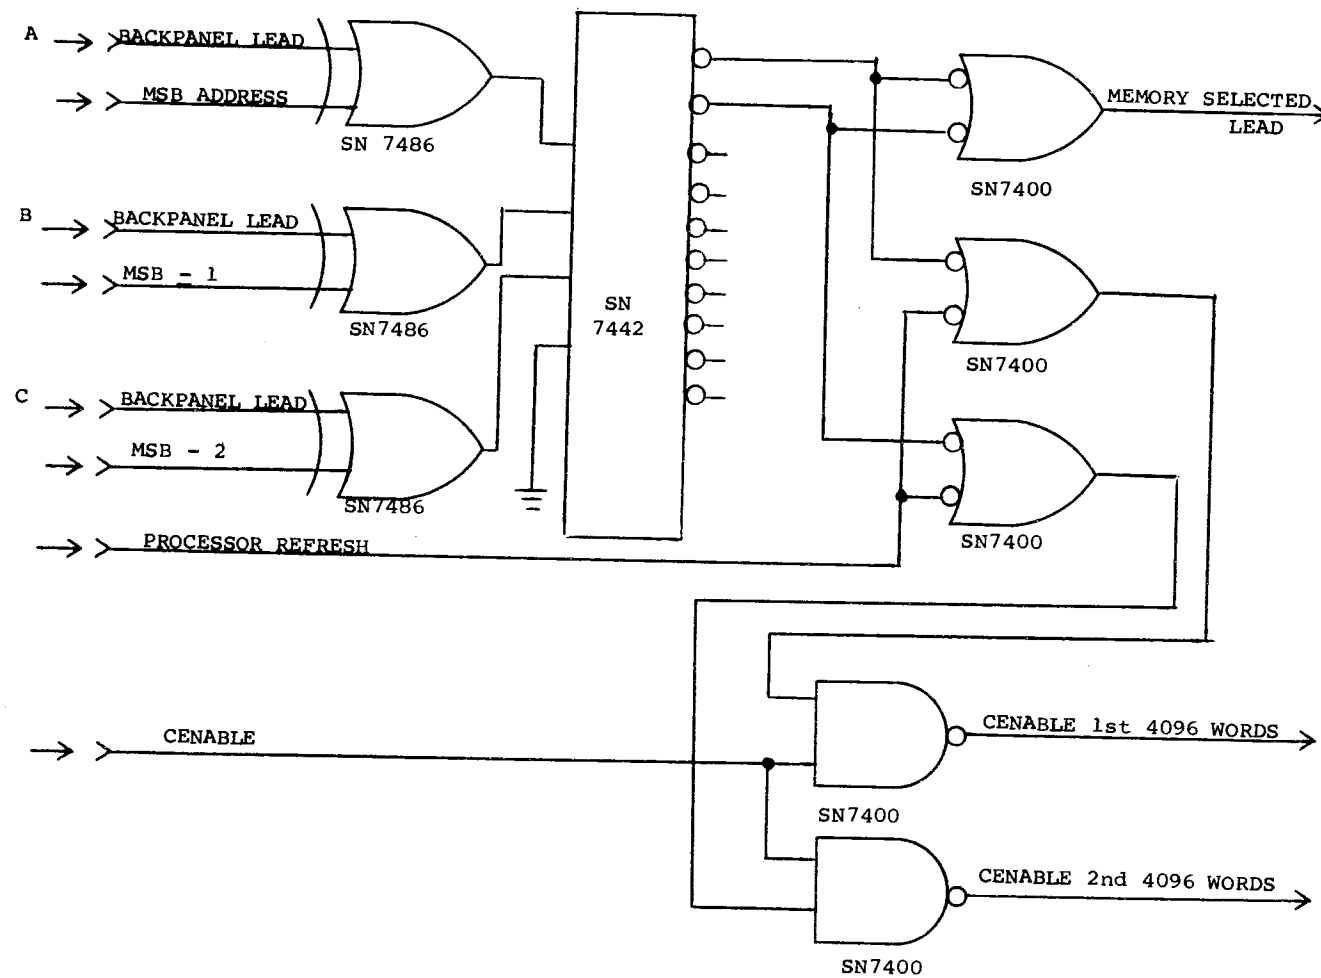 A
BACKPANEL LEAD
MSB ADDRESS
SN 7486
B
BACKPANEL LEAD
MSB - 1
SN7486
C
BACKPANEL LEAD
MSB - 2
SN7486
PROCESSOR REFRESH
CENABLE
SN
7442
MEMORY SELECTED
LEAD
SN7400
SN7400
SN7400
CENABLE 1st 4096 WORDS
SN7400
CENABLE 2nd 4096 WORDS
SN7400